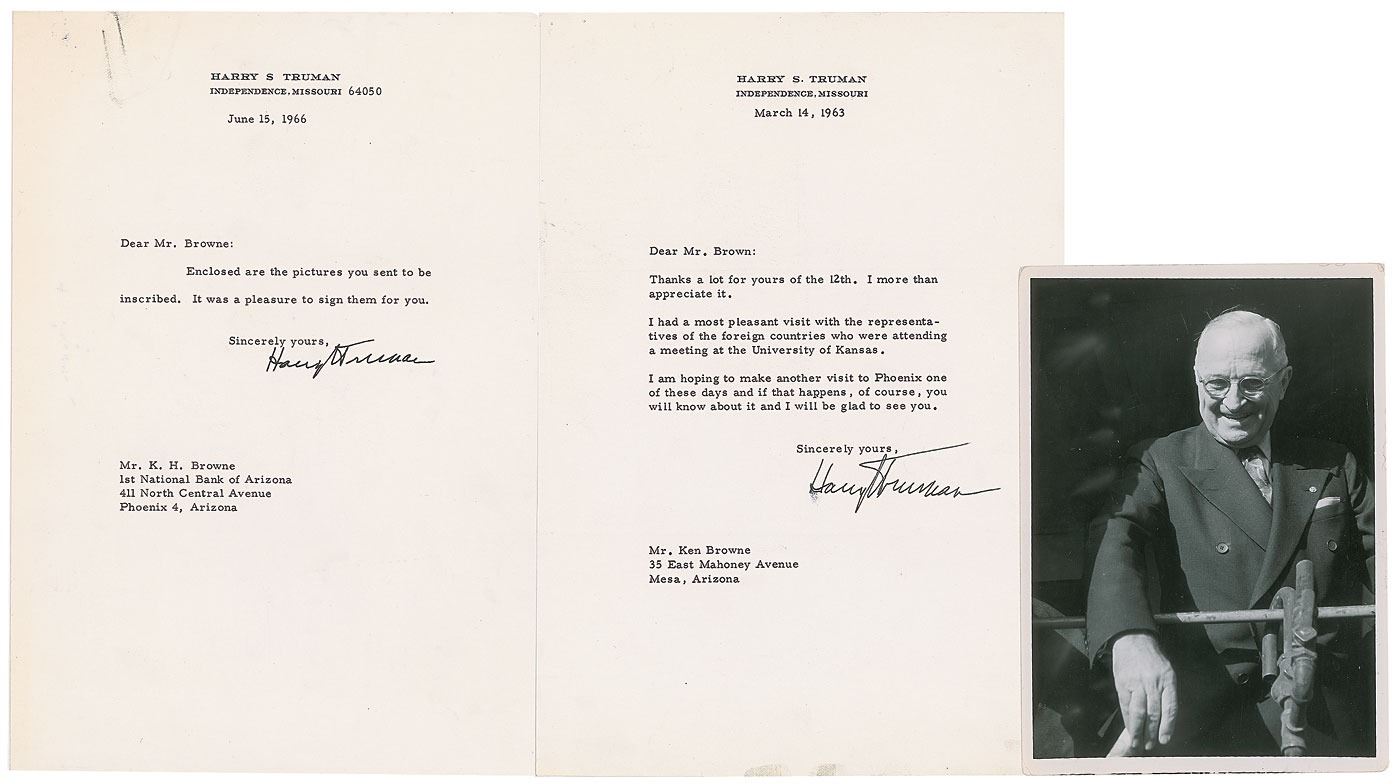 HARRY S TRUMAN
INDEPENDENCE, MISSOURI 64050
June 15, 1966
Dear Mr. Browne:
Enclosed are the pictures you sent to be
inscribed. It was a pleasure to sign them for you.
Sincerely yours,
Harry Truman
Mr. K. H. Browne
1st National Bank of Arizona
411 North Central Avenue
Phoenix 4, Arizona
HARRY S. TRUMAN
INDEPENDENCE, MISSOURI
March 14, 1963
Dear Mr. Brown:
Thanks a lot for yours of the 12th. I more than
appreciate it.
I had a most pleasant visit with the representa-
tives of the foreign countries who were attending
a meeting at the University of Kansas.
I am hoping to make another visit to Phoenix one
of these days and if that happens, of course, you
will know about it and I will be glad to see you.
Sincerely yours,
Harry Truman
Mr. Ken Browne
35 East Mahoney Avenue
Mesa, Arizona